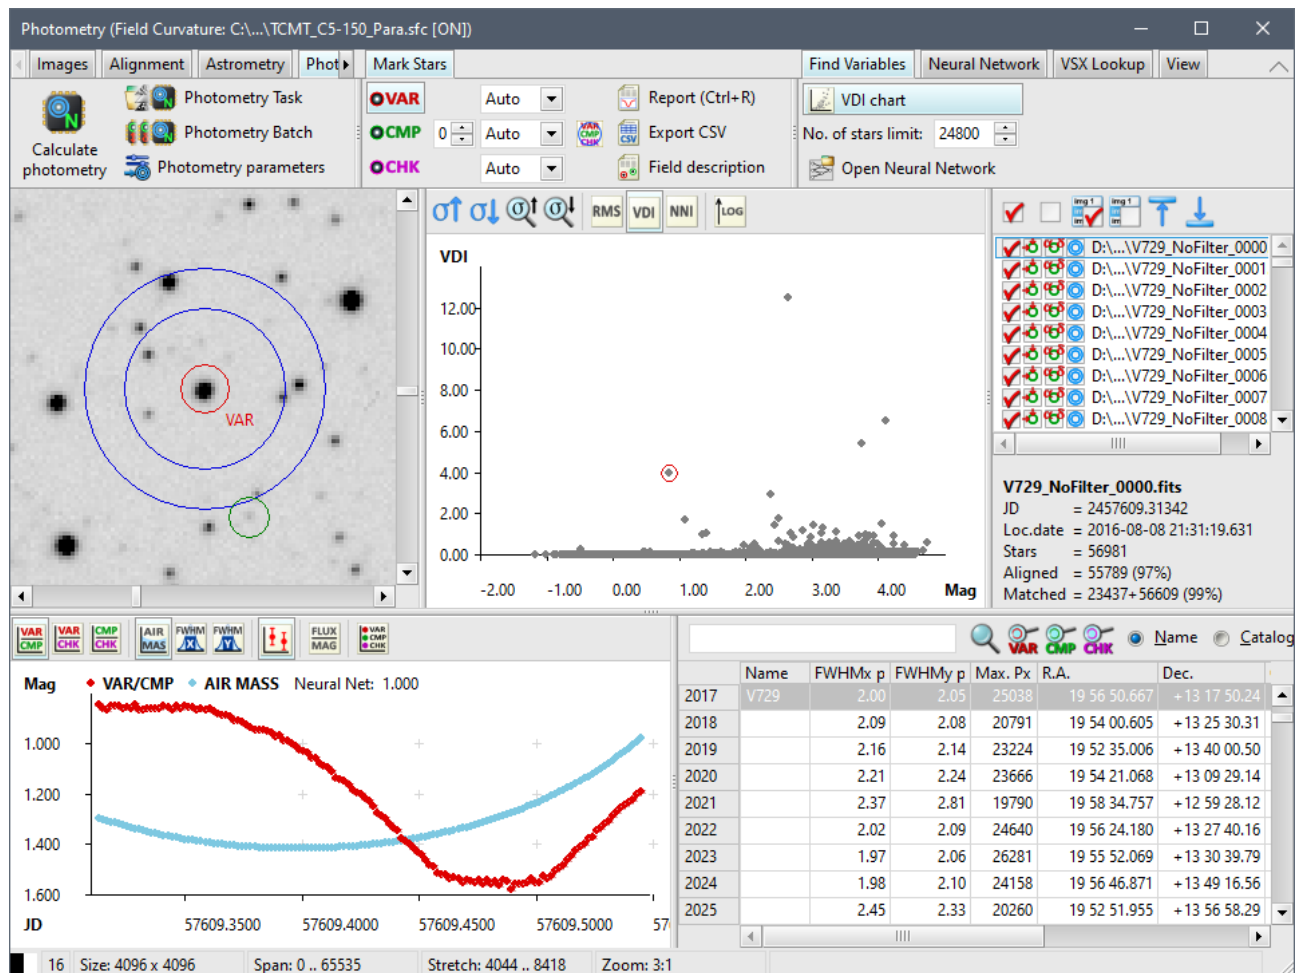 Photometry (Field Curvature: C:\...\TCMT_C5-150_Para.sfc [ON])
Images Alignment Astrometry Phot Mark Stars Find Variables Neural Network VSX Lookup View
Calculate photometry
Photometry Task
Photometry Batch
Photometry parameters
VAR Auto Report (Ctrl+R)
CMP 0 Auto VAR CMP CHK CSV Export CSV
CHK Auto Field description
VDI chart
No. of stars limit: 24800
Open Neural Network
VAR
RMS VDI NNI LOG
VDI
12.00
10.00
8.00
6.00
4.00
2.00
0.00
-2.00 -1.00 0.00 1.00 2.00 3.00 4.00 Mag
img 1 img 1
D:\...\V729_NoFilter_0000
D:\...\V729_NoFilter_0001
D:\...\V729_NoFilter_0002
D:\...\V729_NoFilter_0003
D:\...\V729_NoFilter_0004
D:\...\V729_NoFilter_0005
D:\...\V729_NoFilter_0006
D:\...\V729_NoFilter_0007
D:\...\V729_NoFilter_0008
V729_NoFilter_0000.fits
JD = 2457609.31342
Loc.date = 2016-08-08 21:31:19.631
Stars = 56981
Aligned = 55789 (97%)
Matched = 23437+56609 (99%)
VAR CMP VAR CHK CMP CHK AIR MAS FWHM X FWHM Y FLUX MAG VAR CMP CHK
Mag VAR/CMP AIR MASS Neural Net: 1.000
1.000
1.200
1.400
1.600
JD 57609.3500 57609.4000 57609.4500 57609.5000 57
VAR CMP CHK Name Catalog
Name FWHMx p FWHMy p Max. Px R.A. Dec.
2017 V729 2.00 2.05 25038 19 56 50.667 +13 17 50.24
2018 2.09 2.08 20791 19 54 00.605 +13 25 30.31
2019 2.16 2.14 23224 19 52 35.006 +13 40 00.50
2020 2.21 2.24 23666 19 54 21.068 +13 09 29.14
2021 2.37 2.81 19790 19 58 34.757 +12 59 28.12
2022 2.02 2.09 24640 19 56 24.180 +13 27 40.16
2023 1.97 2.06 26281 19 55 52.069 +13 30 39.79
2024 1.98 2.10 24158 19 56 46.871 +13 49 16.56
2025 2.45 2.33 20260 19 52 51.955 +13 56 58.29
16 Size: 4096 x 4096 Span: 0 .. 65535 Stretch: 4044 .. 8418 Zoom: 3:1